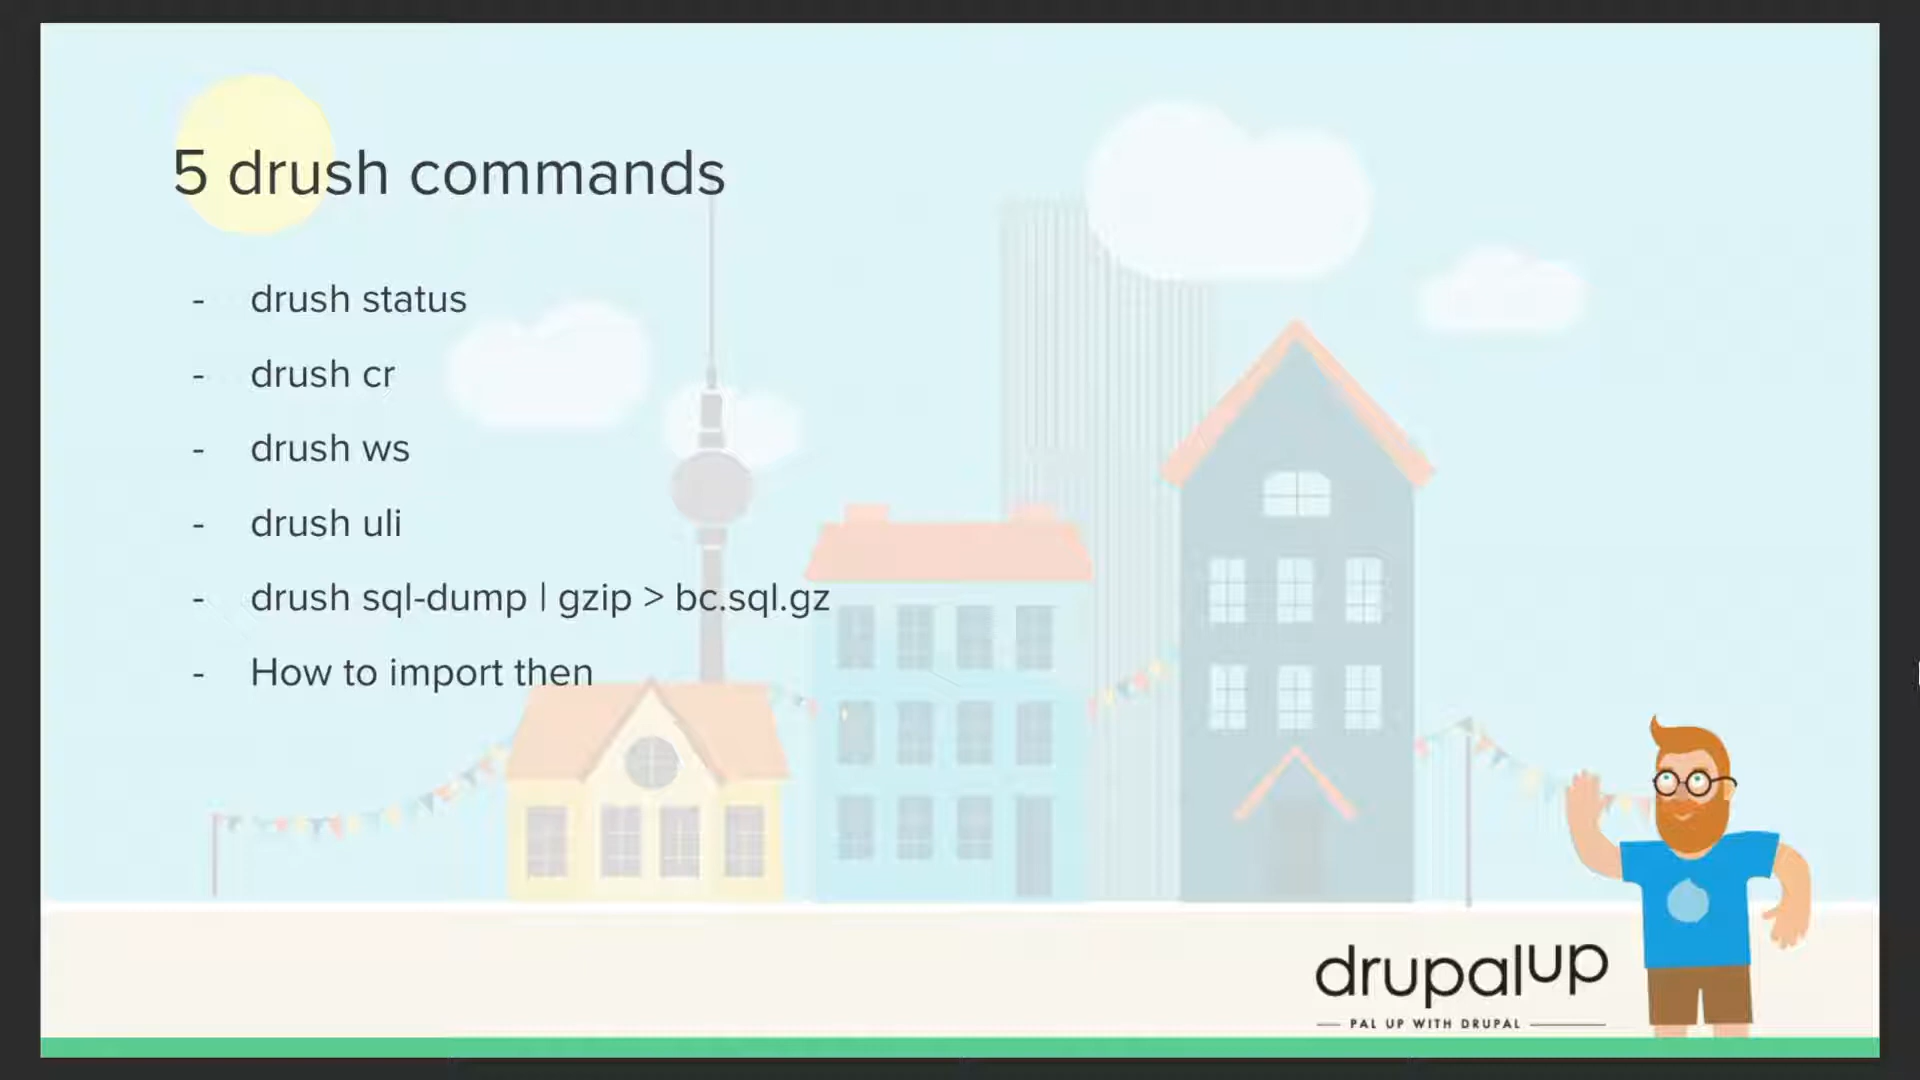 5 drush commands
- drush status
- drush cr
- drush ws
- drush uli
- drush sql-dump | gzip > bc.sql.gz
- How to import then
drupalup
PAL UP WITH DRUPAL